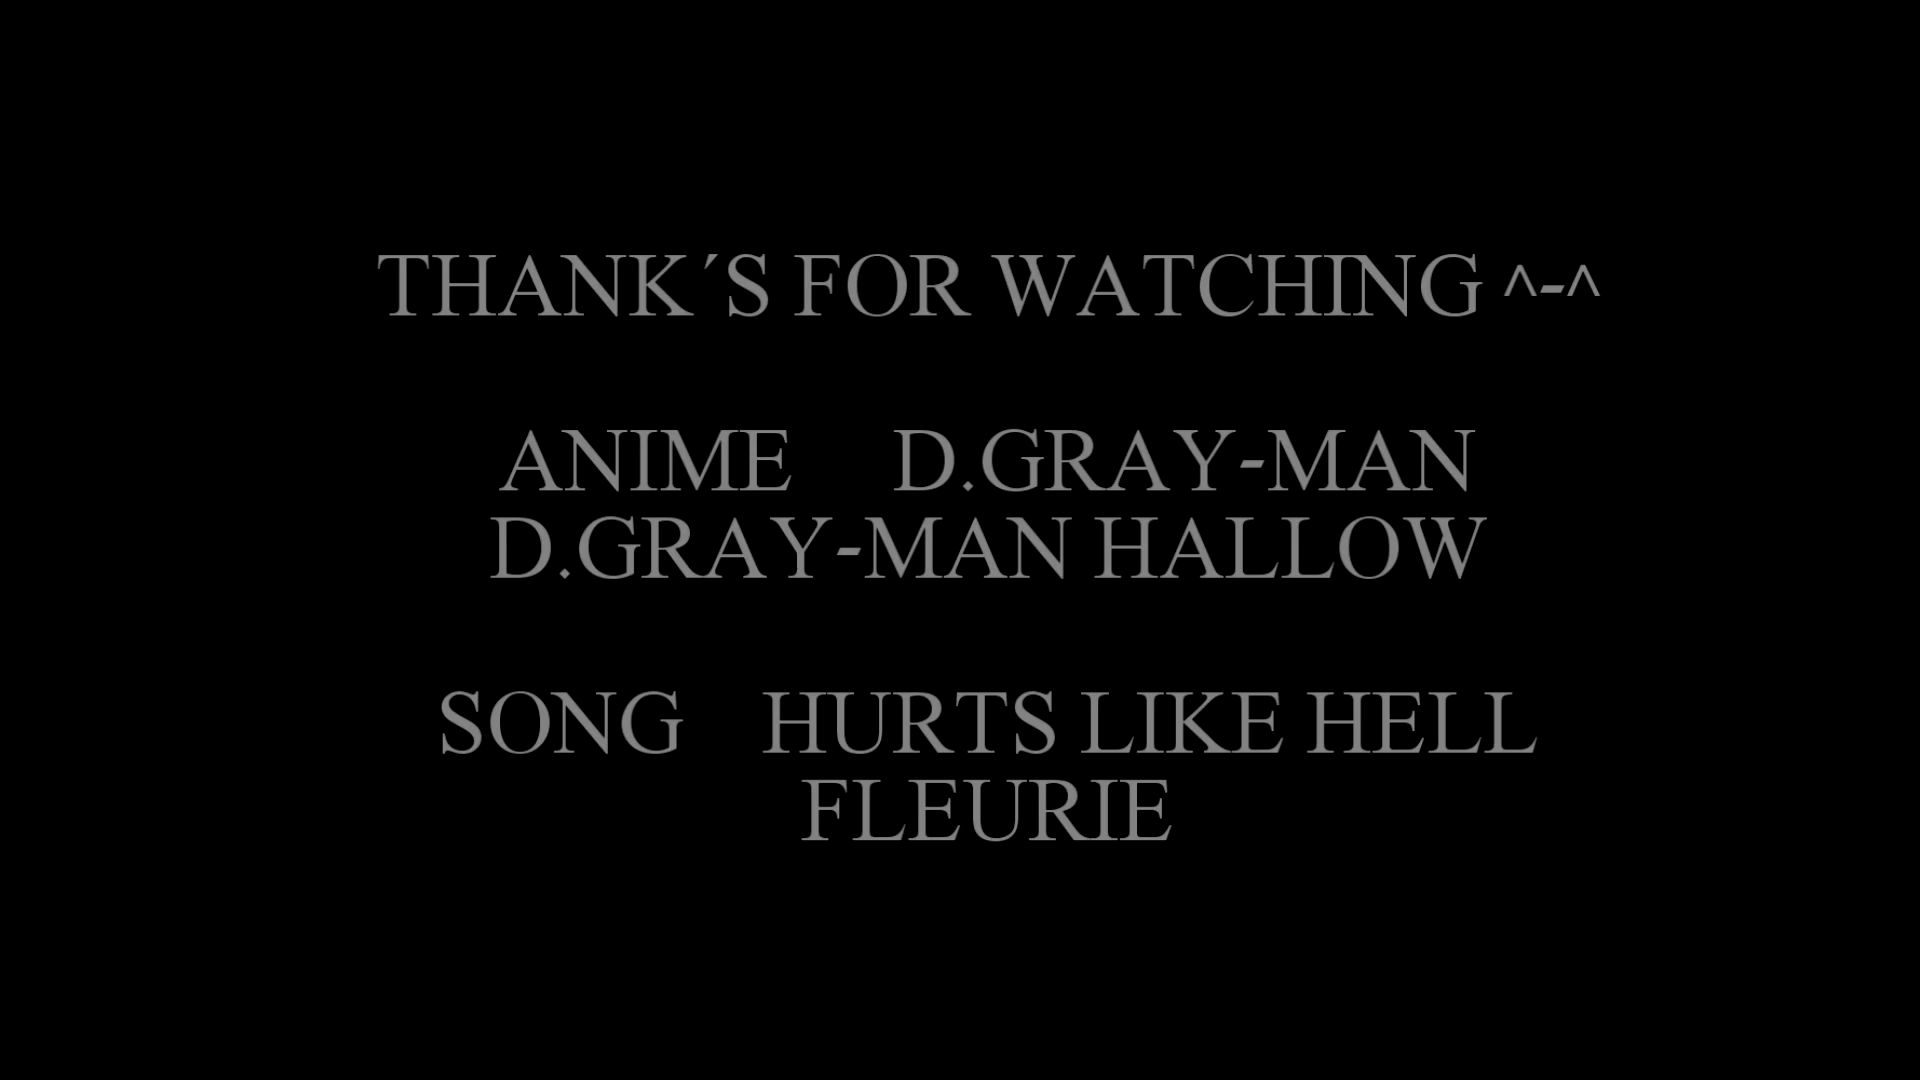 THANK´S FOR WATCHING ^-^
ANIME D.GRAY-MAN
D.GRAY-MAN HALLOW
SONG HURTS LIKE HELL
FLEURIE